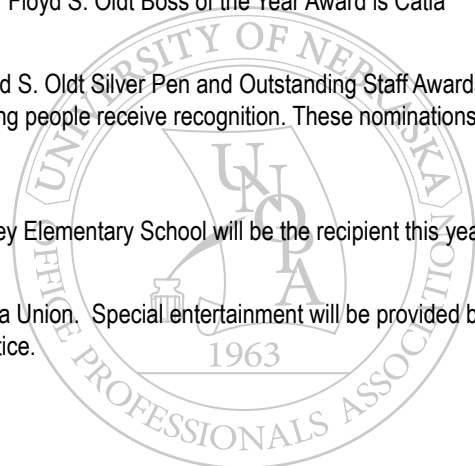 Floyd S. Oldt Boss of the Year Award is Catia
d S. Oldt Silver Pen and Outstanding Staff Awards
ng people receive recognition. These nominations
ey Elementary School will be the recipient this yea
a Union. Special entertainment will be provided b
tice.
UNIVERSITY OF NEBRASKA
OFFICE PROFESSIONALS ASSOCIATION
UNOPA
1963